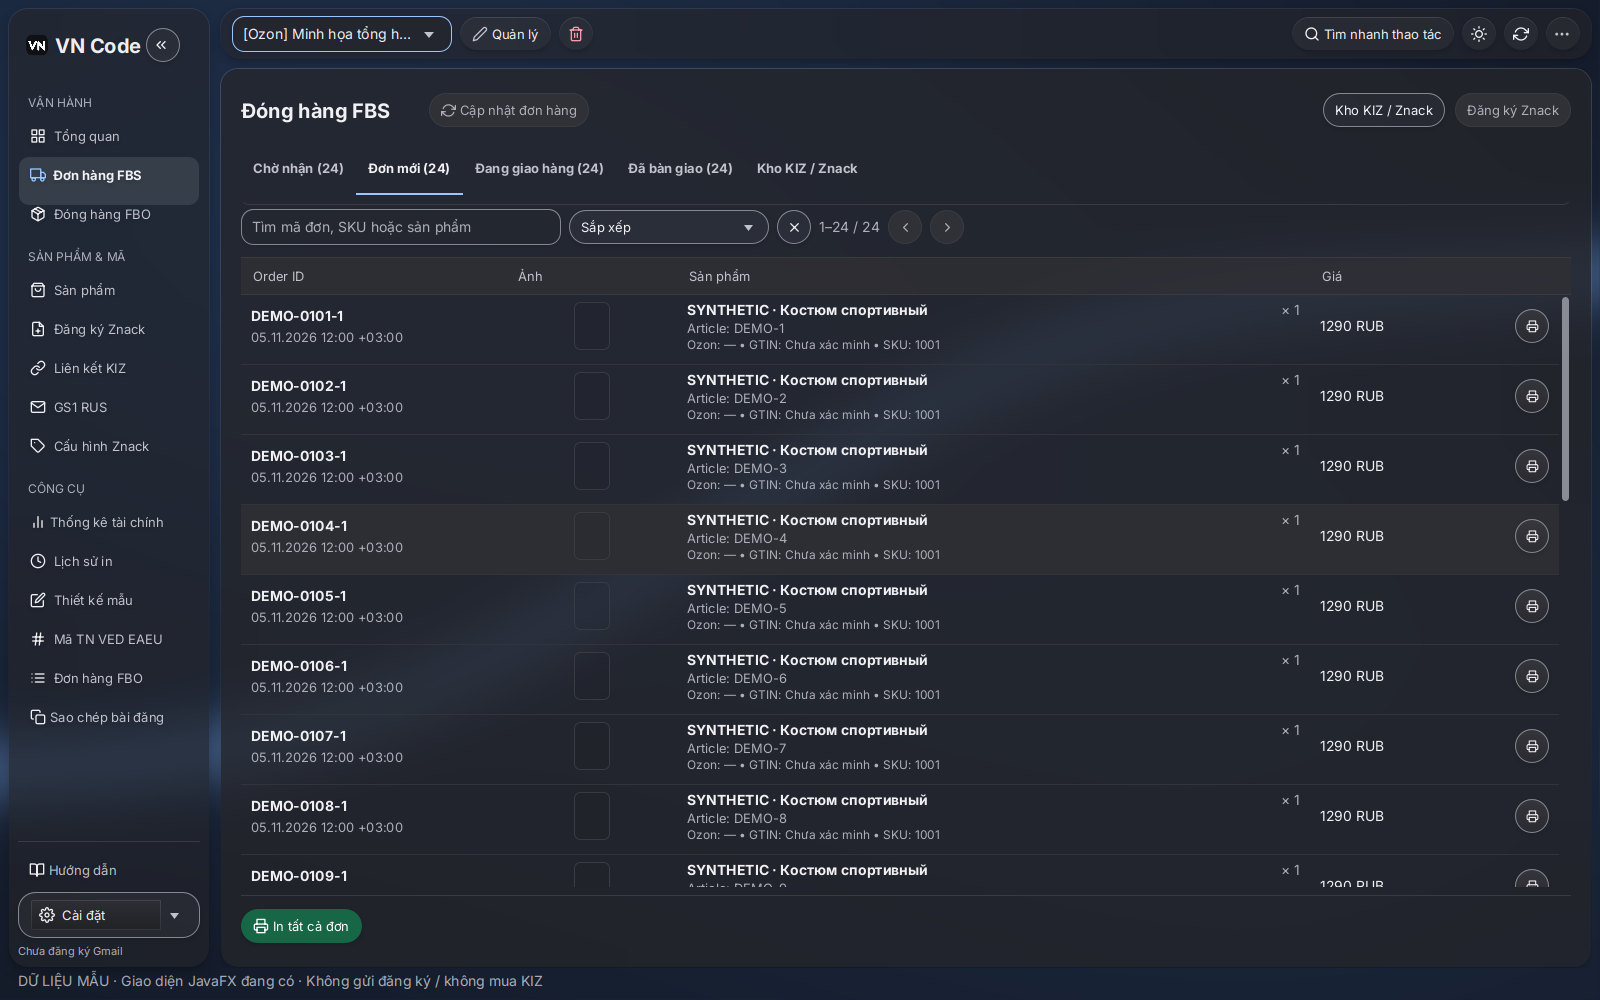 VN VN Code
[Ozon] Minh họa tổng h...
Quản lý
Tìm nhanh thao tác
VẬN HÀNH
Tổng quan
Đơn hàng FBS
Đóng hàng FBO
SẢN PHẨM & MÃ
Sản phẩm
Đăng ký Znack
Liên kết KIZ
GS1 RUS
Cấu hình Znack
CÔNG CỤ
Thống kê tài chính
Lịch sử in
Thiết kế mẫu
Mã TN VED EAEU
Đơn hàng FBO
Sao chép bài đăng
Hướng dẫn
Cài đặt
Chưa đăng ký Gmail
Đóng hàng FBS
Cập nhật đơn hàng
Kho KIZ / Znack
Đăng ký Znack
Chờ nhận (24)
Đơn mới (24)
Đang giao hàng (24)
Đã bàn giao (24)
Kho KIZ / Znack
Tìm mã đơn, SKU hoặc sản phẩm
Sắp xếp
1–24 / 24
Order ID
Ảnh
Sản phẩm
Giá
DEMO-0101-1
05.11.2026 12:00 +03:00
SYNTHETIC · Костюм спортивный
× 1
Article: DEMO-1
Ozon: — • GTIN: Chưa xác minh • SKU: 1001
1290 RUB
DEMO-0102-1
05.11.2026 12:00 +03:00
SYNTHETIC · Костюм спортивный
× 1
Article: DEMO-2
Ozon: — • GTIN: Chưa xác minh • SKU: 1001
1290 RUB
DEMO-0103-1
05.11.2026 12:00 +03:00
SYNTHETIC · Костюм спортивный
× 1
Article: DEMO-3
Ozon: — • GTIN: Chưa xác minh • SKU: 1001
1290 RUB
DEMO-0104-1
05.11.2026 12:00 +03:00
SYNTHETIC · Костюм спортивный
× 1
Article: DEMO-4
Ozon: — • GTIN: Chưa xác minh • SKU: 1001
1290 RUB
DEMO-0105-1
05.11.2026 12:00 +03:00
SYNTHETIC · Костюм спортивный
× 1
Article: DEMO-5
Ozon: — • GTIN: Chưa xác minh • SKU: 1001
1290 RUB
DEMO-0106-1
05.11.2026 12:00 +03:00
SYNTHETIC · Костюм спортивный
× 1
Article: DEMO-6
Ozon: — • GTIN: Chưa xác minh • SKU: 1001
1290 RUB
DEMO-0107-1
05.11.2026 12:00 +03:00
SYNTHETIC · Костюм спортивный
× 1
Article: DEMO-7
Ozon: — • GTIN: Chưa xác minh • SKU: 1001
1290 RUB
DEMO-0108-1
05.11.2026 12:00 +03:00
SYNTHETIC · Костюм спортивный
× 1
Article: DEMO-8
Ozon: — • GTIN: Chưa xác minh • SKU: 1001
1290 RUB
DEMO-0109-1
SYNTHETIC · Костюм спортивный
× 1
Article: DEMO-9
1290 RUB
In tất cả đơn
DỮ LIỆU MẪU · Giao diện JavaFX đang có · Không gửi đăng ký / không mua KIZ